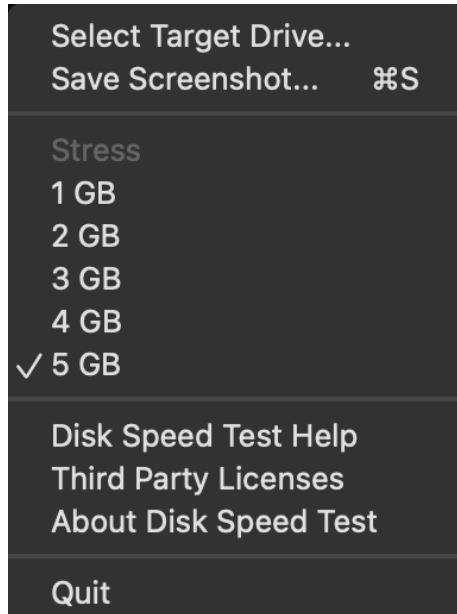 Select Target Drive...
Save Screenshot... ⌘S
Stress
1 GB
2 GB
3 GB
4 GB
✓ 5 GB
Disk Speed Test Help
Third Party Licenses
About Disk Speed Test
Quit